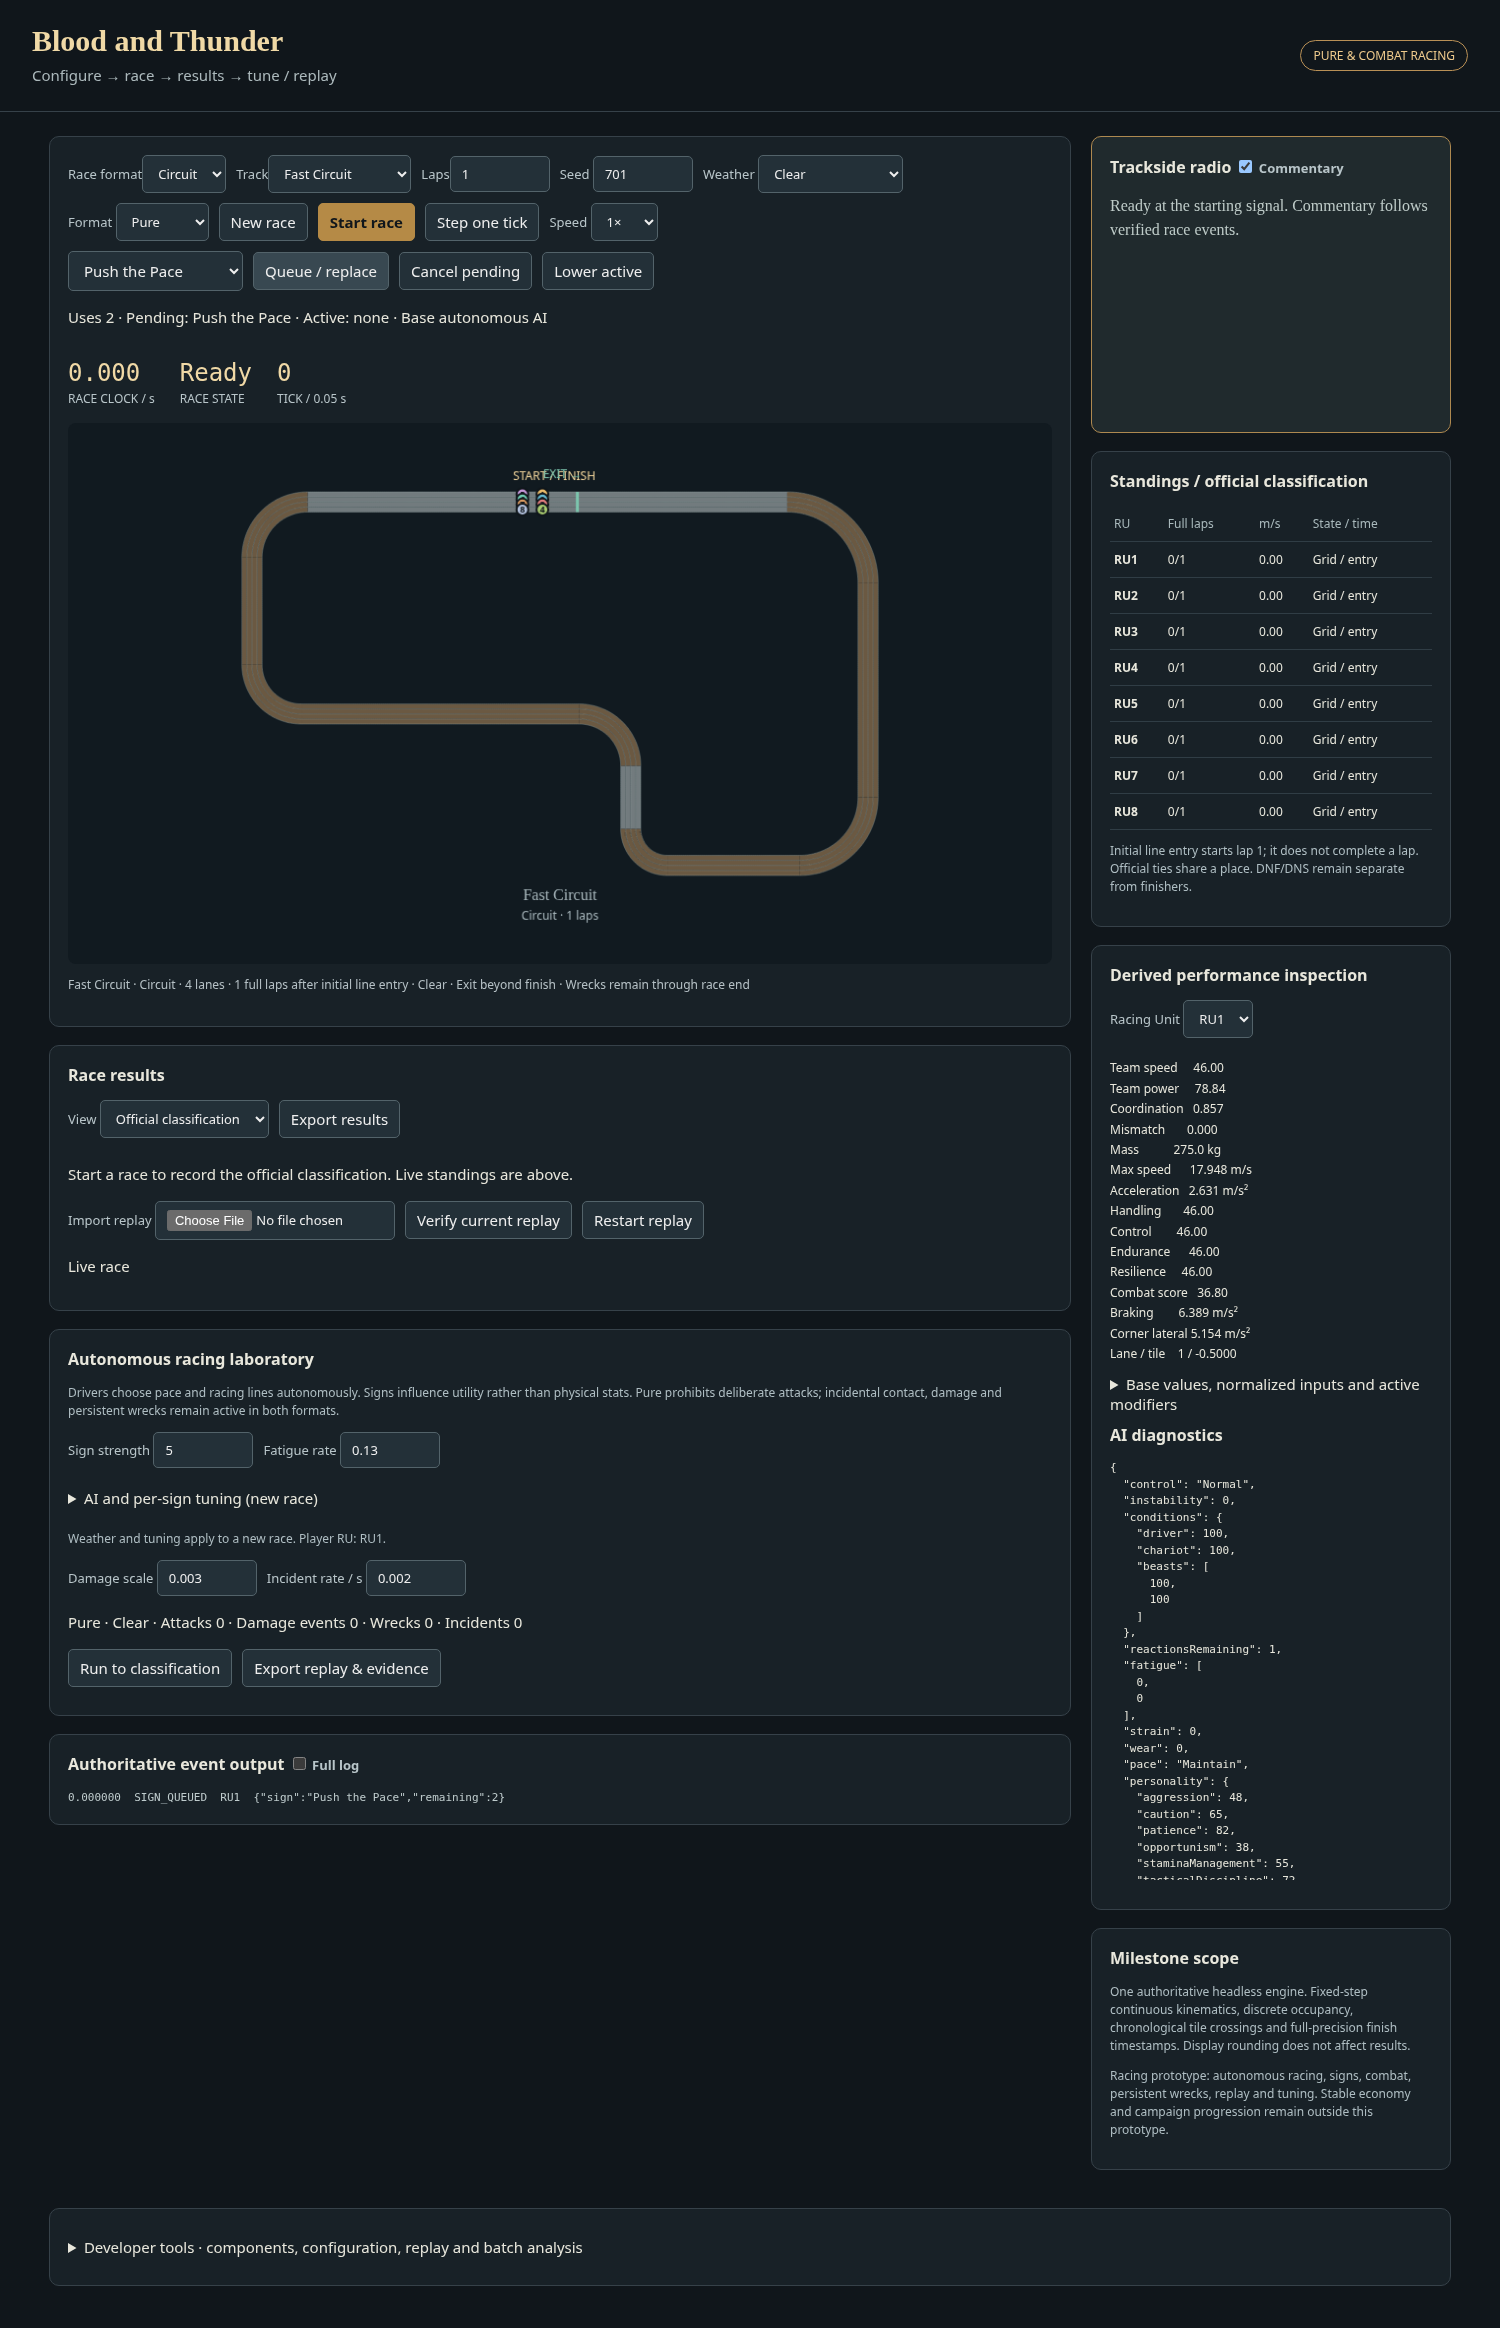 Blood and Thunder
Configure → race → results → tune / replay
PURE & COMBAT RACING
Race format Circuit Track Fast Circuit Laps 1 Seed 701 Weather Clear
Format Pure New race Start race Step one tick Speed 1×
Push the Pace Queue / replace Cancel pending Lower active
Uses 2 · Pending: Push the Pace · Active: none · Base autonomous AI
0.000 Ready 0
RACE CLOCK / s RACE STATE TICK / 0.05 s
START / FINISH
EXIT
8 4
Fast Circuit
Circuit · 1 laps
Fast Circuit · Circuit · 4 lanes · 1 full laps after initial line entry · Clear · Exit beyond finish · Wrecks remain through race end
Race results
View Official classification Export results
Start a race to record the official classification. Live standings are above.
Import replay Choose File No file chosen Verify current replay Restart replay
Live race
Autonomous racing laboratory
Drivers choose pace and racing lines autonomously. Signs influence utility rather than physical stats. Pure prohibits deliberate attacks; incidental contact, damage and
persistent wrecks remain active in both formats.
Sign strength 5 Fatigue rate 0.13
▶ AI and per-sign tuning (new race)
Weather and tuning apply to a new race. Player RU: RU1.
Damage scale 0.003 Incident rate / s 0.002
Pure · Clear · Attacks 0 · Damage events 0 · Wrecks 0 · Incidents 0
Run to classification Export replay & evidence
Authoritative event output Full log
0.000000 SIGN_QUEUED RU1 {"sign":"Push the Pace","remaining":2}
Trackside radio Commentary
Ready at the starting signal. Commentary follows
verified race events.
Standings / official classification
RU Full laps m/s State / time
RU1 0/1 0.00 Grid / entry
RU2 0/1 0.00 Grid / entry
RU3 0/1 0.00 Grid / entry
RU4 0/1 0.00 Grid / entry
RU5 0/1 0.00 Grid / entry
RU6 0/1 0.00 Grid / entry
RU7 0/1 0.00 Grid / entry
RU8 0/1 0.00 Grid / entry
Initial line entry starts lap 1; it does not complete a lap.
Official ties share a place. DNF/DNS remain separate
from finishers.
Derived performance inspection
Racing Unit RU1
Team speed 46.00
Team power 78.84
Coordination 0.857
Mismatch 0.000
Mass 275.0 kg
Max speed 17.948 m/s
Acceleration 2.631 m/s²
Handling 46.00
Control 46.00
Endurance 46.00
Resilience 46.00
Combat score 36.80
Braking 6.389 m/s²
Corner lateral 5.154 m/s²
Lane / tile 1 / -0.5000
▶ Base values, normalized inputs and active
modifiers
AI diagnostics
{
"control": "Normal",
"instability": 0,
"conditions": {
"driver": 100,
"chariot": 100,
"beasts": [
100,
100
]
},
"reactionsRemaining": 1,
"fatigue": [
0,
0
],
"strain": 0,
"wear": 0,
"pace": "Maintain",
"personality": {
"aggression": 48,
"caution": 65,
"patience": 82,
"opportunism": 38,
"staminaManagement": 55,
"tacticalDiscipline": 72
Milestone scope
One authoritative headless engine. Fixed-step
continuous kinematics, discrete occupancy,
chronological tile crossings and full-precision finish
timestamps. Display rounding does not affect results.
Racing prototype: autonomous racing, signs, combat,
persistent wrecks, replay and tuning. Stable economy
and campaign progression remain outside this
prototype.
▶ Developer tools · components, configuration, replay and batch analysis